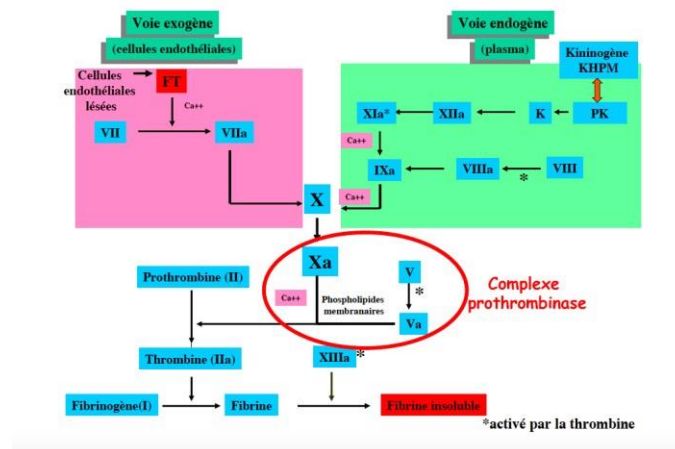 Voie exogène
(cellules endothéliales)
Voie endogène
(plasma)
Kininogène
KHPM
Cellules
endothéliales
lésées
FT
Ca++
VII
VIIa
XIa*
XIIa
K
PK
Ca++
IXa
VIIIa
*
VIII
Ca++
X
Xa
V
*
Va
Ca++
Phospholipides
membranaires
Complexe
prothrombinase
Prothrombine (II)
Thrombine (IIa)
XIIIa*
Fibrinogène(I)
Fibrine
Fibrine insoluble
*activé par la thrombine